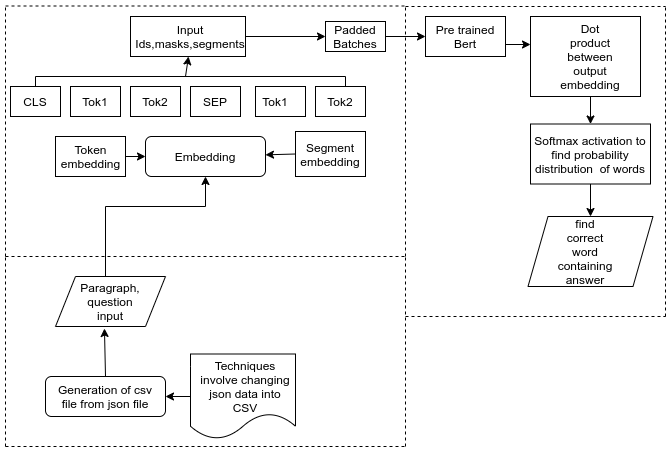 Input
Ids,masks,segments
Padded
Batches
Pre trained
Bert
Dot
product
between
output
embedding
CLS
Tok1
Tok2
SEP
Tok1
Tok2
Token
embedding
Embedding
Segment
embedding
Softmax activation to
find probability
distribution of words
find
correct
word
containing
answer
Paragraph,
question
input
Generation of csv
file from json file
Techniques
involve changing
json data into
CSV